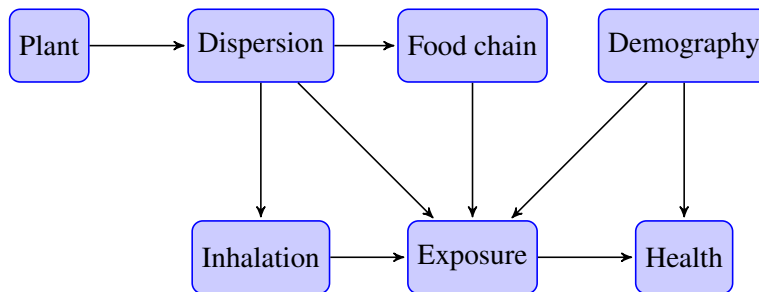 Plant
Dispersion
Food chain
Demography
Inhalation
Exposure
Health